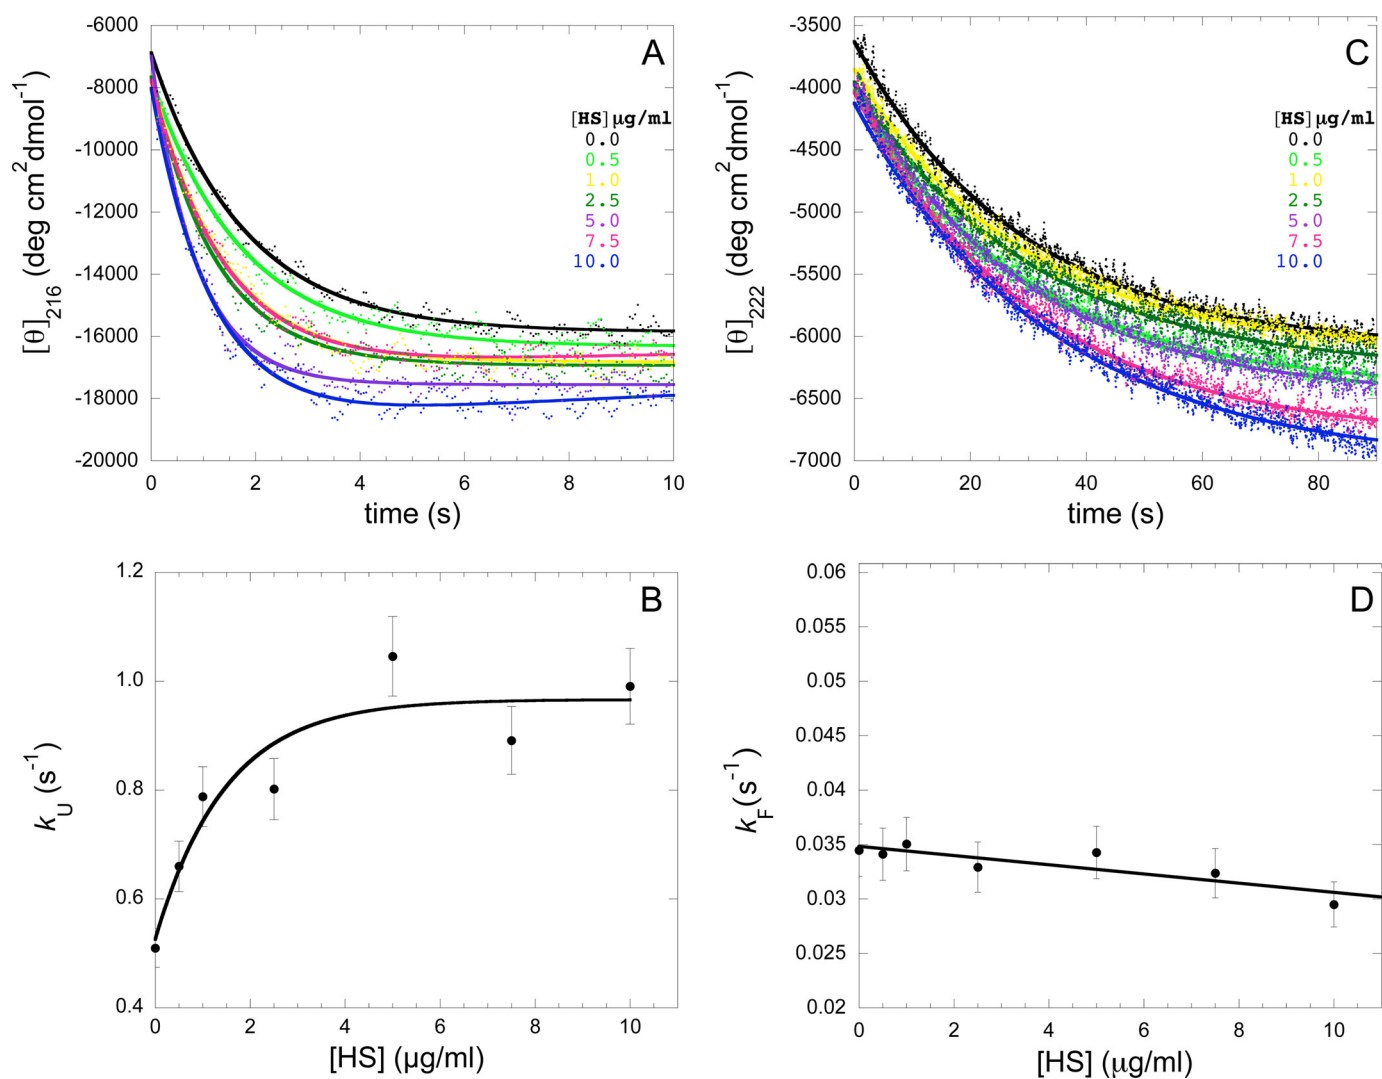 A
[θ]216 (deg cm2 dmol-1)
-6000
-8000
-10000
-12000
-14000
-16000
-18000
-20000
[HS] µg/ml
0.0
0.5
1.0
2.5
5.0
7.5
10.0
0 2 4 6 8 10
time (s)
C
[θ]222 (deg cm2 dmol-1)
-3500
-4000
-4500
-5000
-5500
-6000
-6500
-7000
[HS] µg/ml
0.0
0.5
1.0
2.5
5.0
7.5
10.0
0 20 40 60 80
time (s)
B
kU (s-1)
1.2
1.0
0.8
0.6
0.4
0 2 4 6 8 10
[HS] (µg/ml)
D
kF (s-1)
0.06
0.055
0.05
0.045
0.04
0.035
0.03
0.025
0.02
0 2 4 6 8 10
[HS] (µg/ml)